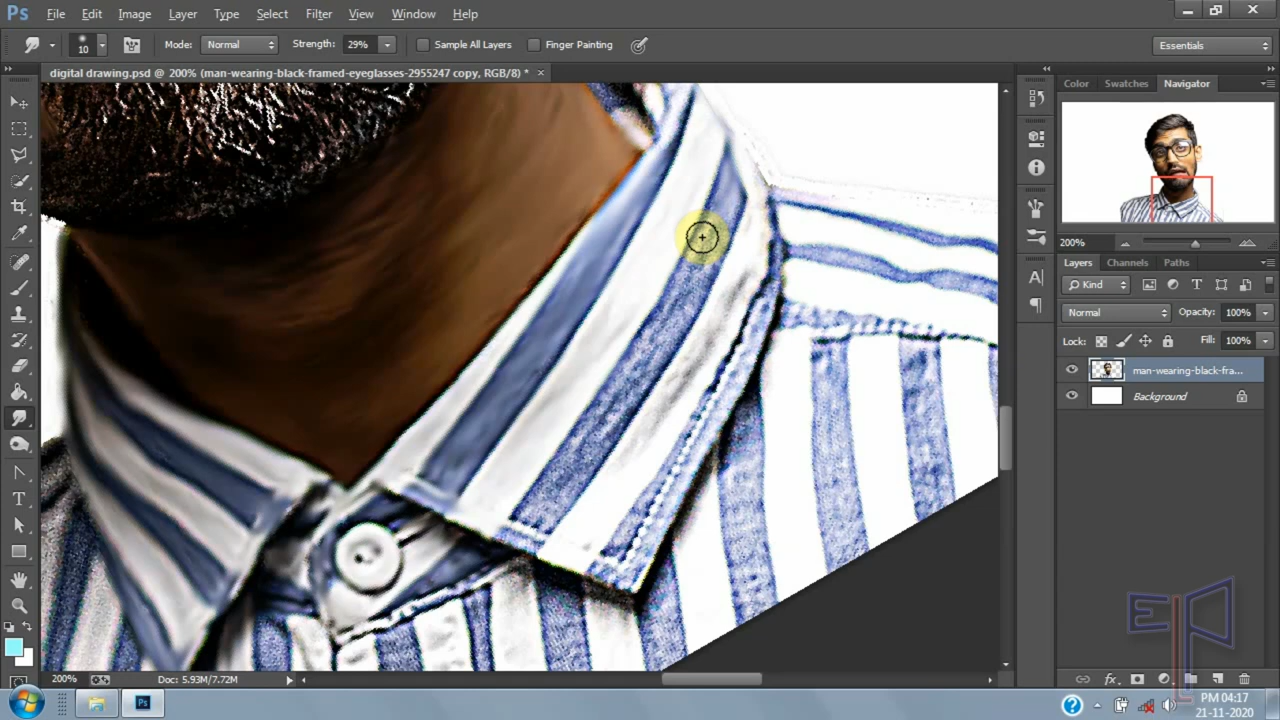 Ps File Edit Image Layer Type Select Filter View Window Help
10 Mode: Normal Strength: 29% Sample All Layers Finger Painting Essentials
digital drawing.psd @ 200% (man-wearing-black-framed-eyeglasses-2955247 copy, RGB/8) * ×
Color Swatches Navigator
200%
Layers Channels Paths
Kind T
Normal Opacity: 100%
Lock: Fill: 100%
man-wearing-black-fra...
Background
A
T
fx
200% Doc: 5.93M/7.72M
Ps
PM 04:17
21-11-2020